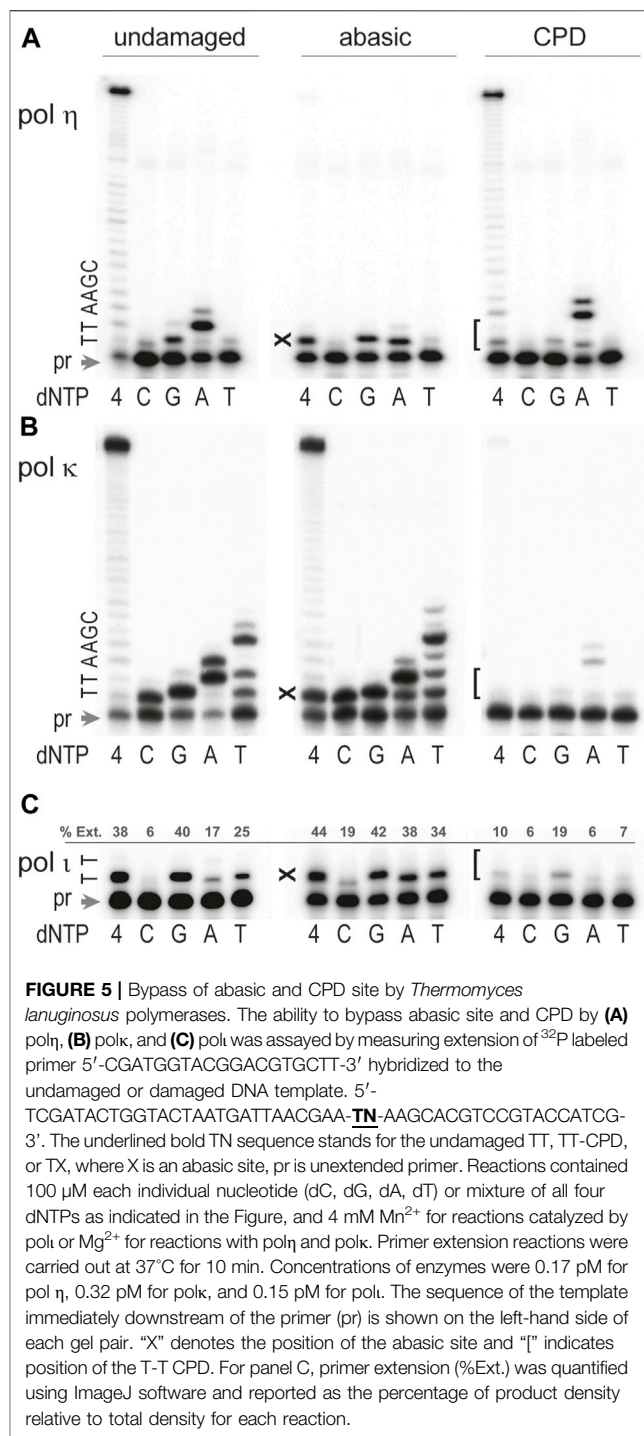 A
undamaged abasic CPD
pol η
TT AAGC
X
[
pr
dNTP 4 C G A T 4 C G A T 4 C G A T
B
pol κ
TT AAGC
X
[
pr
dNTP 4 C G A T 4 C G A T 4 C G A T
C
% Ext. 38 6 40 17 25 44 19 42 38 34 10 6 19 6 7
pol ι
TT
X
[
pr
dNTP 4 C G A T 4 C G A T 4 C G A T
FIGURE 5 | Bypass of abasic and CPD site by Thermomyces
lanuginosus polymerases. The ability to bypass abasic site and CPD by (A)
polη, (B) polκ, and (C) polι was assayed by measuring extension of ³²P labeled
primer 5′-CGATGGTACGGACGTGCTT-3′ hybridized to the
undamaged or damaged DNA template. 5′-
TCGATACTGGTACTAATGATTAACGAA-TN-AAGCACGTCCGTACCATCG-
3'. The underlined bold TN sequence stands for the undamaged TT, TT-CPD,
or TX, where X is an abasic site, pr is unextended primer. Reactions contained
100 μM each individual nucleotide (dC, dG, dA, dT) or mixture of all four
dNTPs as indicated in the Figure, and 4 mM Mn²⁺ for reactions catalyzed by
polι or Mg²⁺ for reactions with polη and polκ. Primer extension reactions were
carried out at 37°C for 10 min. Concentrations of enzymes were 0.17 pM for
pol η, 0.32 pM for polκ, and 0.15 pM for polι. The sequence of the template
immediately downstream of the primer (pr) is shown on the left-hand side of
each gel pair. “X” denotes the position of the abasic site and “[” indicates
position of the T-T CPD. For panel C, primer extension (%Ext.) was quantified
using ImageJ software and reported as the percentage of product density
relative to total density for each reaction.